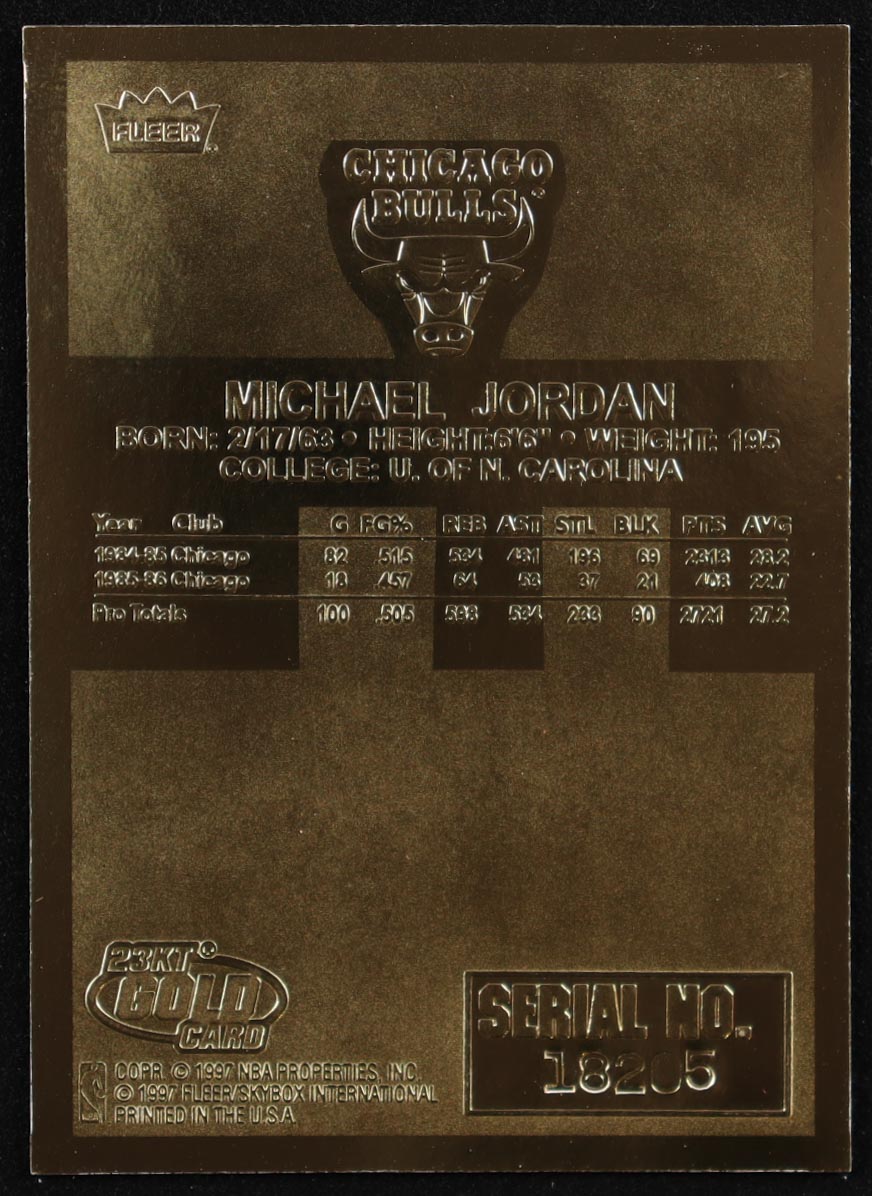 FLEER
CHICAGO
BULLS
MICHAEL JORDAN
BORN: 2/17/63 • HEIGHT:6'6" • WEIGHT: 195
COLLEGE: U. OF N. CAROLINA
Year Club G FG% REB AST STL BLK PTS AVG
1984-85 Chicago 82 .515 534 481 196 69 2313 28.2
1985-86 Chicago 18 .457 64 53 37 21 408 22.7
Pro Totals 100 .505 598 534 233 90 2721 27.2
23KT
GOLD
CARD
SERIAL NO.
18205
COPR. © 1997 NBA PROPERTIES, INC.
© 1997 FLEER/SKYBOX INTERNATIONAL
PRINTED IN THE U.S.A.